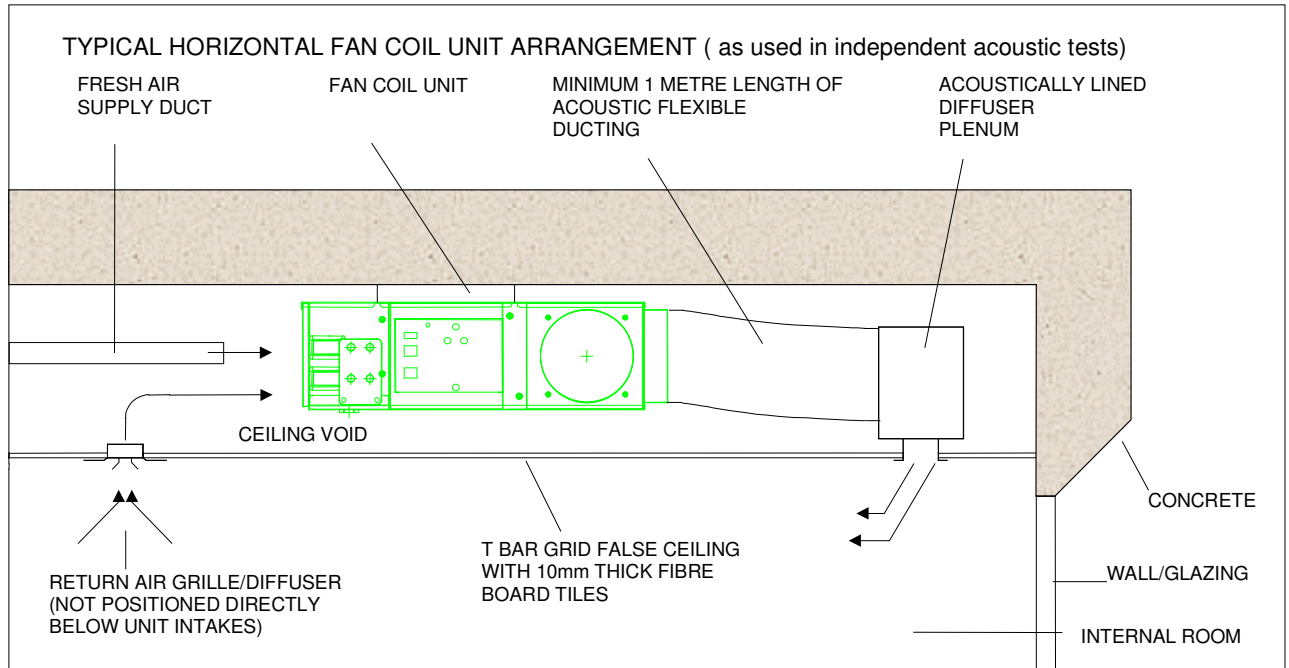 TYPICAL HORIZONTAL FAN COIL UNIT ARRANGEMENT ( as used in independent acoustic tests)
FRESH AIR
SUPPLY DUCT
FAN COIL UNIT
MINIMUM 1 METRE LENGTH OF
ACOUSTIC FLEXIBLE
DUCTING
ACOUSTICALLY LINED
DIFFUSER
PLENUM
CEILING VOID
CONCRETE
T BAR GRID FALSE CEILING
WITH 10mm THICK FIBRE
BOARD TILES
RETURN AIR GRILLE/DIFFUSER
(NOT POSITIONED DIRECTLY
BELOW UNIT INTAKES)
WALL/GLAZING
INTERNAL ROOM